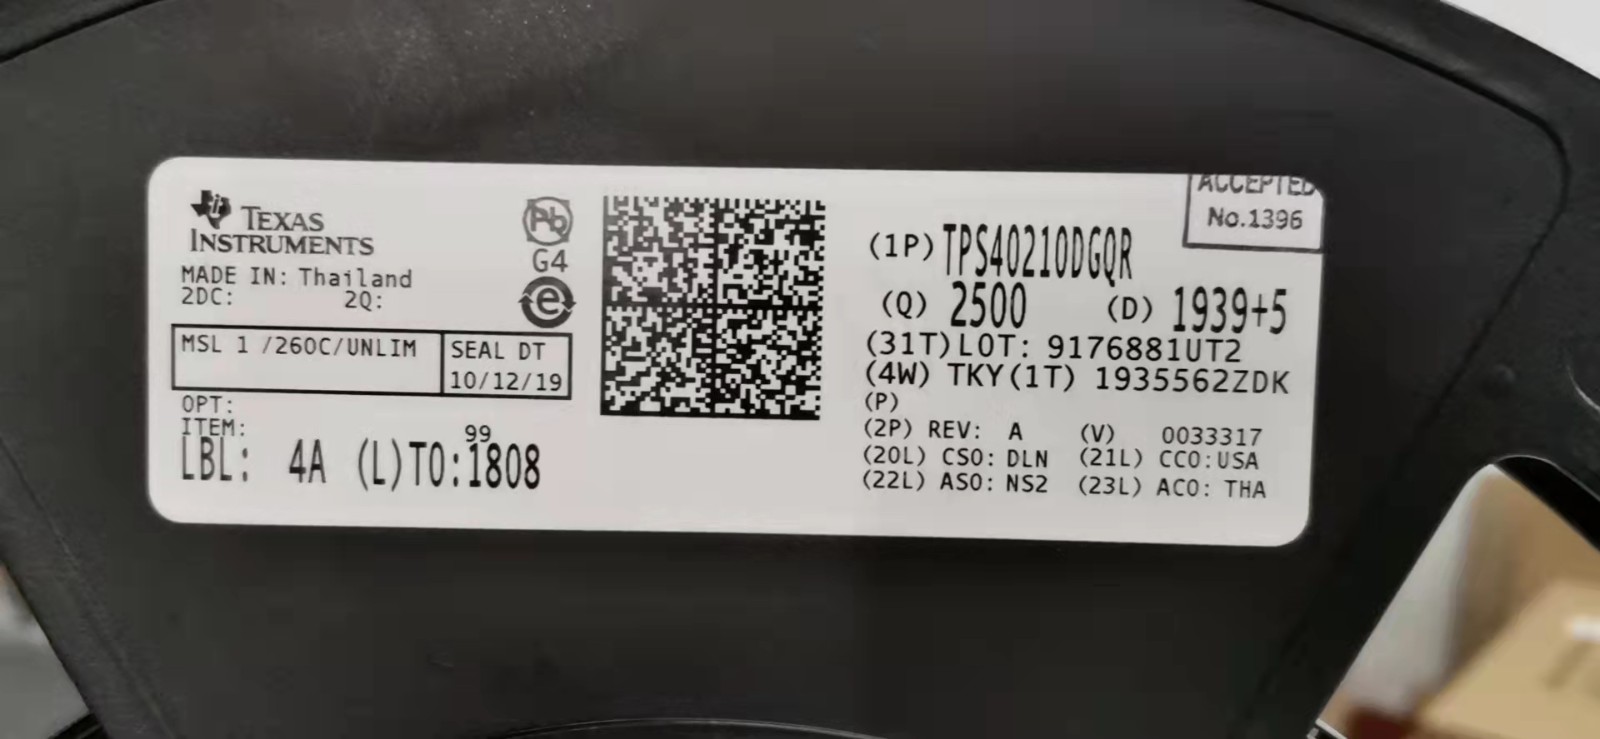 TEXAS
INSTRUMENTS
MADE IN: Thailand
2DC: 2Q:
MSL 1 /260C/UNLIM
SEAL DT
10/12/19
OPT:
ITEM:
99
LBL: 4A (L)TO:1808
Pb
G4
e
ACCEPTED
No.1396
(1P) TPS40210DGQR
(Q) 2500 (D) 1939+5
(31T) LOT: 9176881UT2
(4W) TKY(1T) 1935562ZDK
(P)
(2P) REV: A (V) 0033317
(20L) CSO: DLN (21L) CCO:USA
(22L) ASO: NS2 (23L) ACO: THA